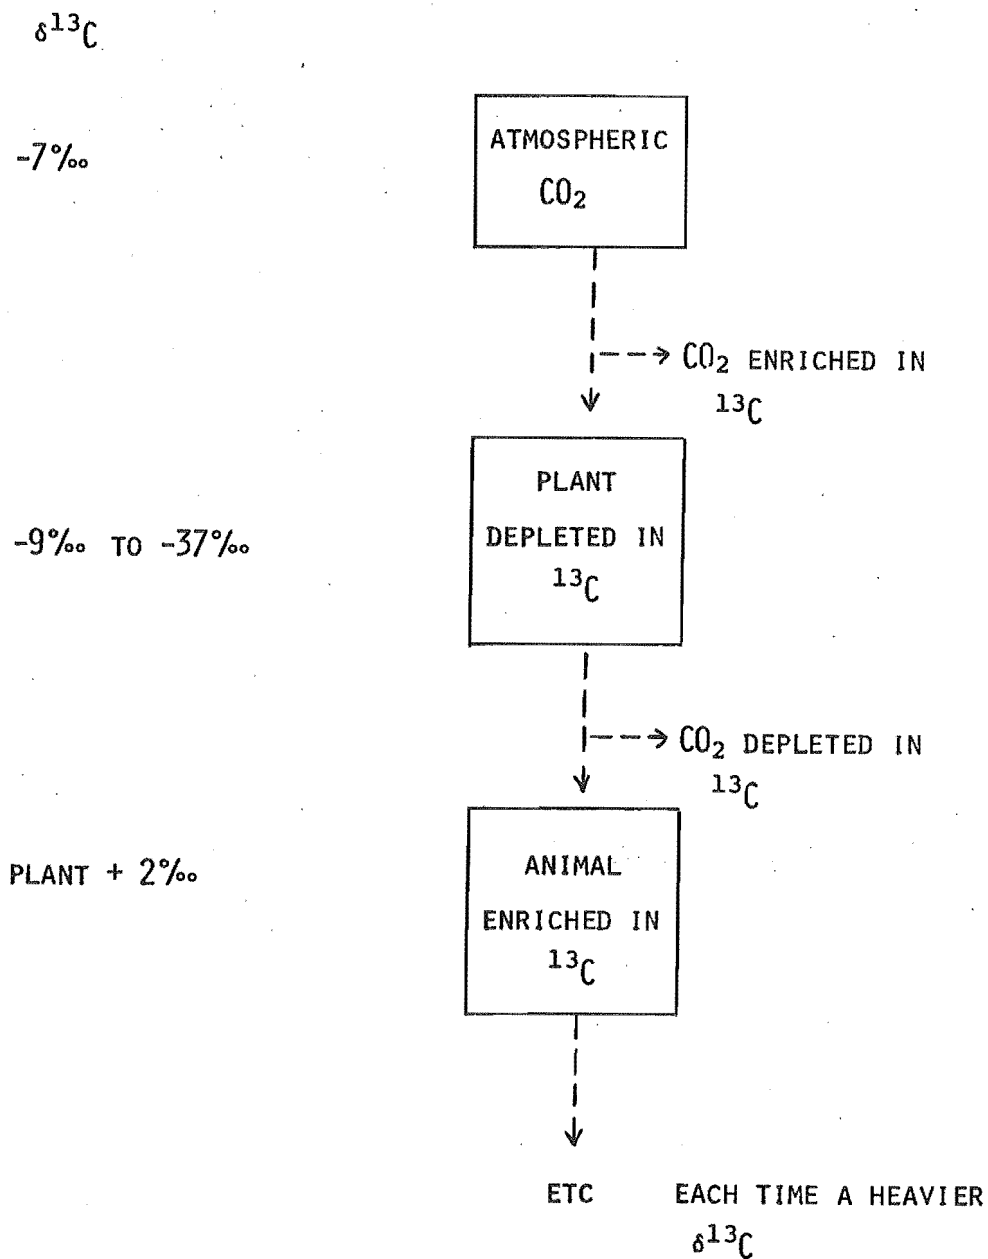 δ¹³C
-7‰
ATMOSPHERIC
CO₂
CO₂ ENRICHED IN
¹³C
-9‰ TO -37‰
PLANT
DEPLETED IN
¹³C
CO₂ DEPLETED IN
¹³C
PLANT + 2‰
ANIMAL
ENRICHED IN
¹³C
ETC EACH TIME A HEAVIER
δ¹³C